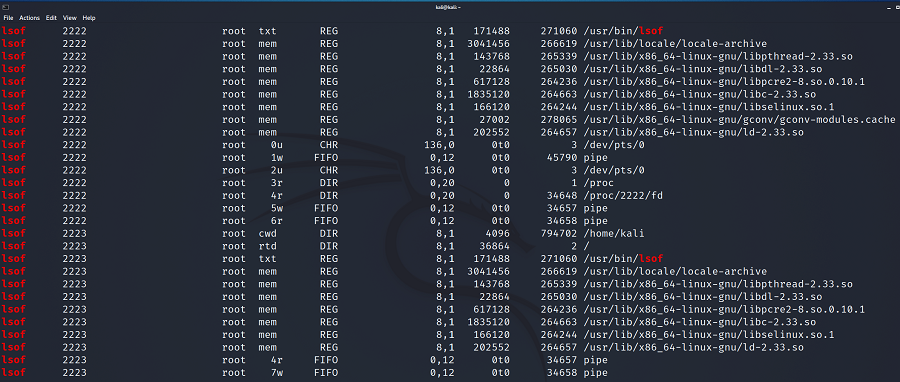 kali@kali: ~
File Actions Edit View Help
lsof 2222 root txt REG 8,1 171488 271060 /usr/bin/lsof
lsof 2222 root mem REG 8,1 3041456 266619 /usr/lib/locale/locale-archive
lsof 2222 root mem REG 8,1 143768 265339 /usr/lib/x86_64-linux-gnu/libpthread-2.33.so
lsof 2222 root mem REG 8,1 22864 265030 /usr/lib/x86_64-linux-gnu/libdl-2.33.so
lsof 2222 root mem REG 8,1 617128 264236 /usr/lib/x86_64-linux-gnu/libpcre2-8.so.0.10.1
lsof 2222 root mem REG 8,1 1835120 264663 /usr/lib/x86_64-linux-gnu/libc-2.33.so
lsof 2222 root mem REG 8,1 166120 264244 /usr/lib/x86_64-linux-gnu/libselinux.so.1
lsof 2222 root mem REG 8,1 27002 278065 /usr/lib/x86_64-linux-gnu/gconv/gconv-modules.cache
lsof 2222 root mem REG 8,1 202552 264657 /usr/lib/x86_64-linux-gnu/ld-2.33.so
lsof 2222 root 0u CHR 136,0 0t0 3 /dev/pts/0
lsof 2222 root 1w FIFO 0,12 0t0 45790 pipe
lsof 2222 root 2u CHR 136,0 0t0 3 /dev/pts/0
lsof 2222 root 3r DIR 0,20 0 1 /proc
lsof 2222 root 4r DIR 0,20 0 34648 /proc/2222/fd
lsof 2222 root 5w FIFO 0,12 0t0 34657 pipe
lsof 2222 root 6r FIFO 0,12 0t0 34658 pipe
lsof 2223 root cwd DIR 8,1 4096 794702 /home/kali
lsof 2223 root rtd DIR 8,1 36864 2 /
lsof 2223 root txt REG 8,1 171488 271060 /usr/bin/lsof
lsof 2223 root mem REG 8,1 3041456 266619 /usr/lib/locale/locale-archive
lsof 2223 root mem REG 8,1 143768 265339 /usr/lib/x86_64-linux-gnu/libpthread-2.33.so
lsof 2223 root mem REG 8,1 22864 265030 /usr/lib/x86_64-linux-gnu/libdl-2.33.so
lsof 2223 root mem REG 8,1 617128 264236 /usr/lib/x86_64-linux-gnu/libpcre2-8.so.0.10.1
lsof 2223 root mem REG 8,1 1835120 264663 /usr/lib/x86_64-linux-gnu/libc-2.33.so
lsof 2223 root mem REG 8,1 166120 264244 /usr/lib/x86_64-linux-gnu/libselinux.so.1
lsof 2223 root mem REG 8,1 202552 264657 /usr/lib/x86_64-linux-gnu/ld-2.33.so
lsof 2223 root 4r FIFO 0,12 0t0 34657 pipe
lsof 2223 root 7w FIFO 0,12 0t0 34658 pipe